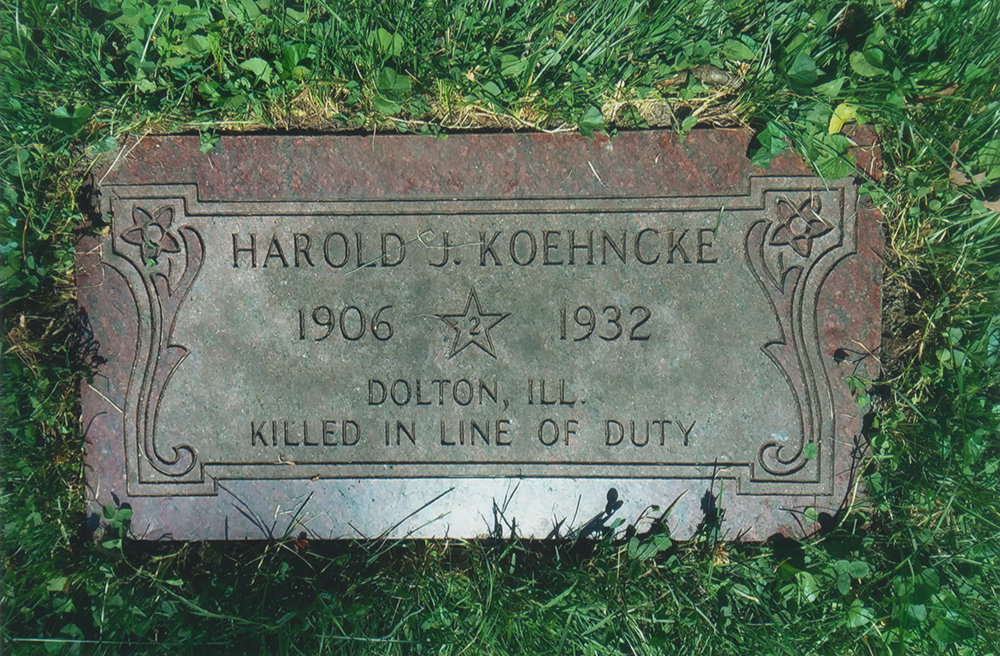 HAROLD J. KOEHNCKE
1906 2 1932
DOLTON, ILL.
KILLED IN LINE OF DUTY